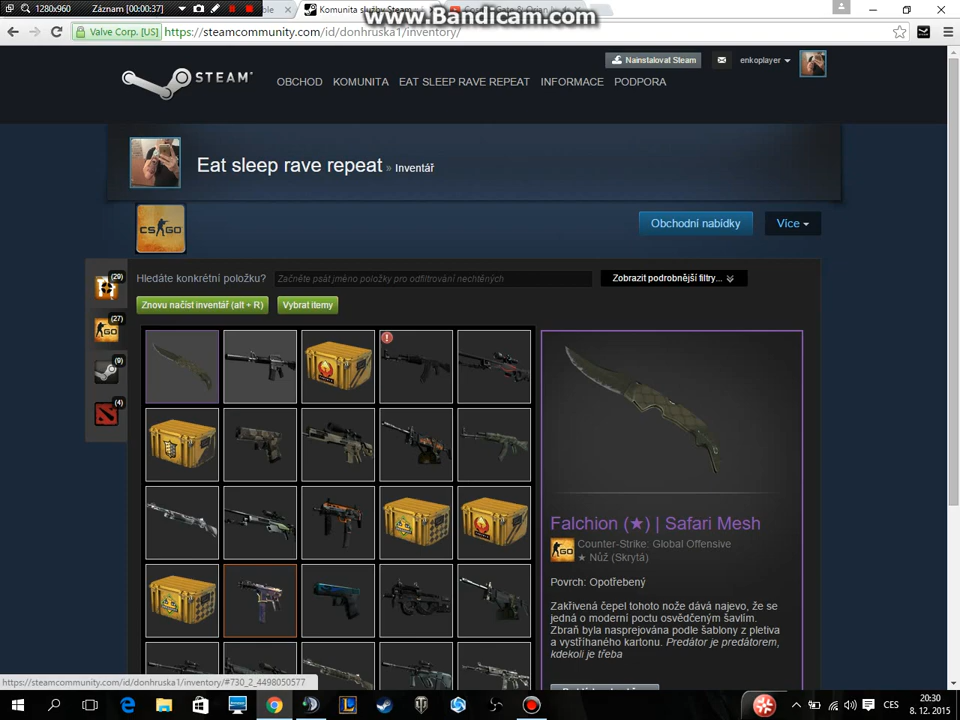 1280x960
Záznam [00:00:37]
www.Bandicam.com
Komunita služby Steam
Valve Corp. [US]
https://steamcommunity.com/id/donhruska1/inventory/
Nainstalovat Steam
enkoplayer
STEAM
OBCHOD KOMUNITA EAT SLEEP RAVE REPEAT INFORMACE PODPORA
Eat sleep rave repeat » Inventář
CS GO
Obchodní nabídky
Více
(29)
Hledáte konkrétní položku?
Začněte psát jméno položky pro odfiltrování nechtěných
Zobrazit podrobnější filtry...
Znovu načíst inventář (alt + R)
Vybrat itemy
(27)
GO
(9)
(4)
Falchion (★) | Safari Mesh
GO
Counter-Strike: Global Offensive
★ Nůž (Skrytá)
Povrch: Opotřebený
Zakřivená čepel tohoto nože dává najevo, že se
jedná o moderní poctu osvědčeným šavlím.
Zbraň byla nasprejována podle šablony z pletiva
a vystříhaného kartonu. Predátor je predátorem,
kdekoli je třeba
https://steamcommunity.com/id/donhruska1/inventory/#730_2_4498050577
CES
20:30
8. 12. 2015